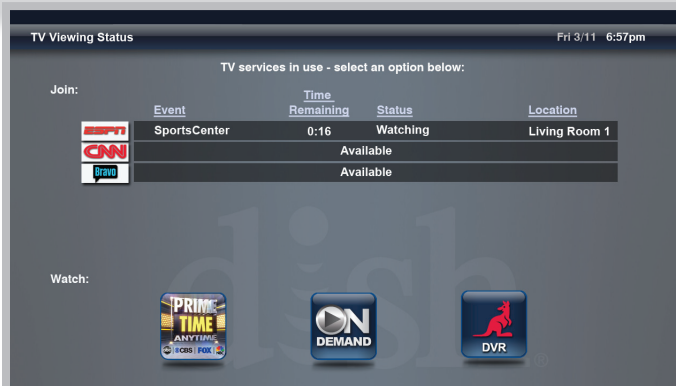 TV Viewing Status
Fri 3/11 6:57pm
TV services in use - select an option below:
Join:
Event
Time Remaining
Status
Location
ESPN SportsCenter 0:16 Watching Living Room 1
CNN Available
Bravo Available
dish
Watch:
PRIME
TIME
ANYTIME
abc CBS FOX
ON
DEMAND
DVR
®